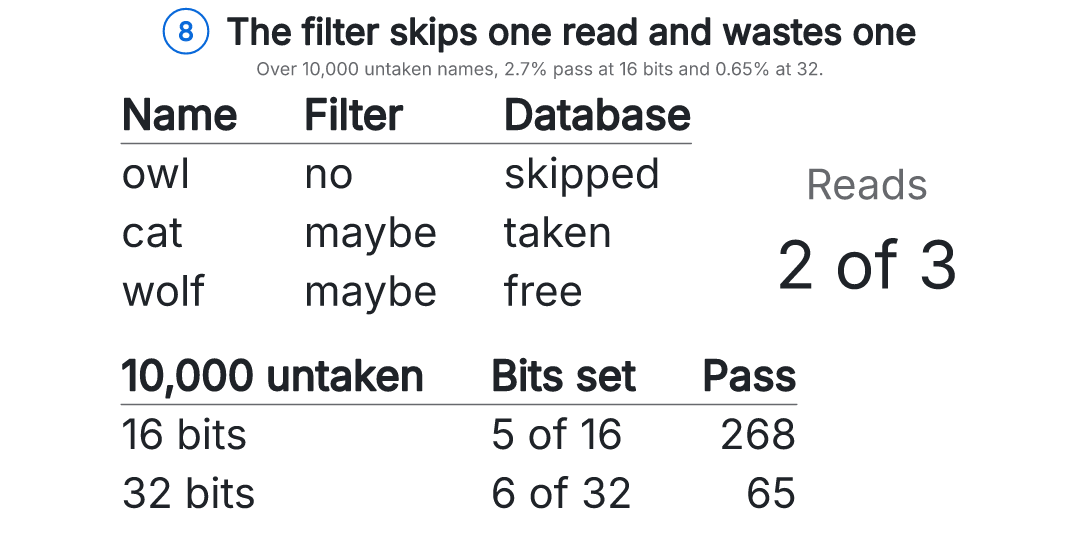 8 The filter skips one read and wastes one
Over 10,000 untaken names, 2.7% pass at 16 bits and 0.65% at 32.
Name Filter Database
owl no skipped
cat maybe taken
wolf maybe free
Reads
2 of 3
10,000 untaken Bits set Pass
16 bits 5 of 16 268
32 bits 6 of 32 65